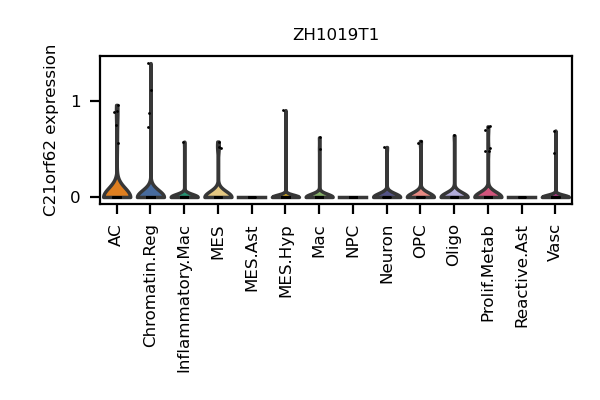 ZH1019T1
C21orf62 expression
1
0
AC
Chromatin.Reg
Inflammatory.Mac
MES
MES.Ast
MES.Hyp
Mac
NPC
Neuron
OPC
Oligo
Prolif.Metab
Reactive.Ast
Vasc